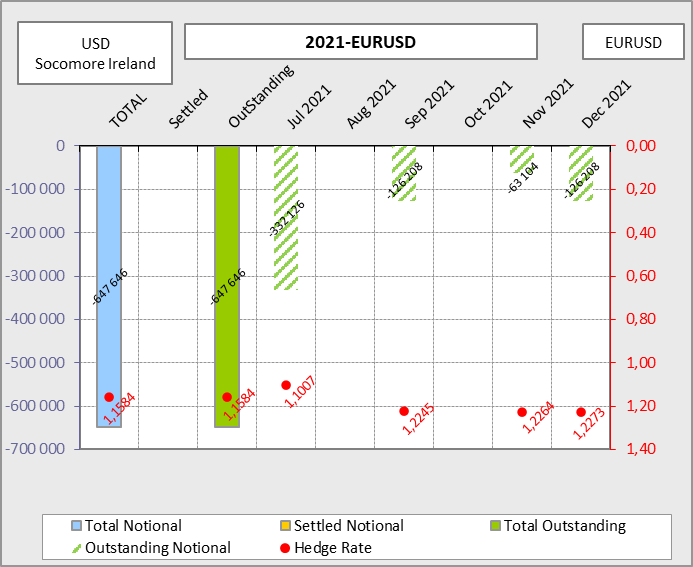 USD
Socomore Ireland
2021-EURUSD
EURUSD
TOTAL
Settled
OutStanding
Jul 2021
Aug 2021
Sep 2021
Oct 2021
Nov 2021
Dec 2021
0
-100 000
-200 000
-300 000
-400 000
-500 000
-600 000
-700 000
0,00
0,20
0,40
0,60
0,80
1,00
1,20
1,40
-647 646
-647 646
-332 126
-126 208
-63 104
-126 208
1,1584
1,1584
1,1007
1,2245
1,2264
1,2273
Total Notional
Settled Notional
Total Outstanding
Outstanding Notional
Hedge Rate